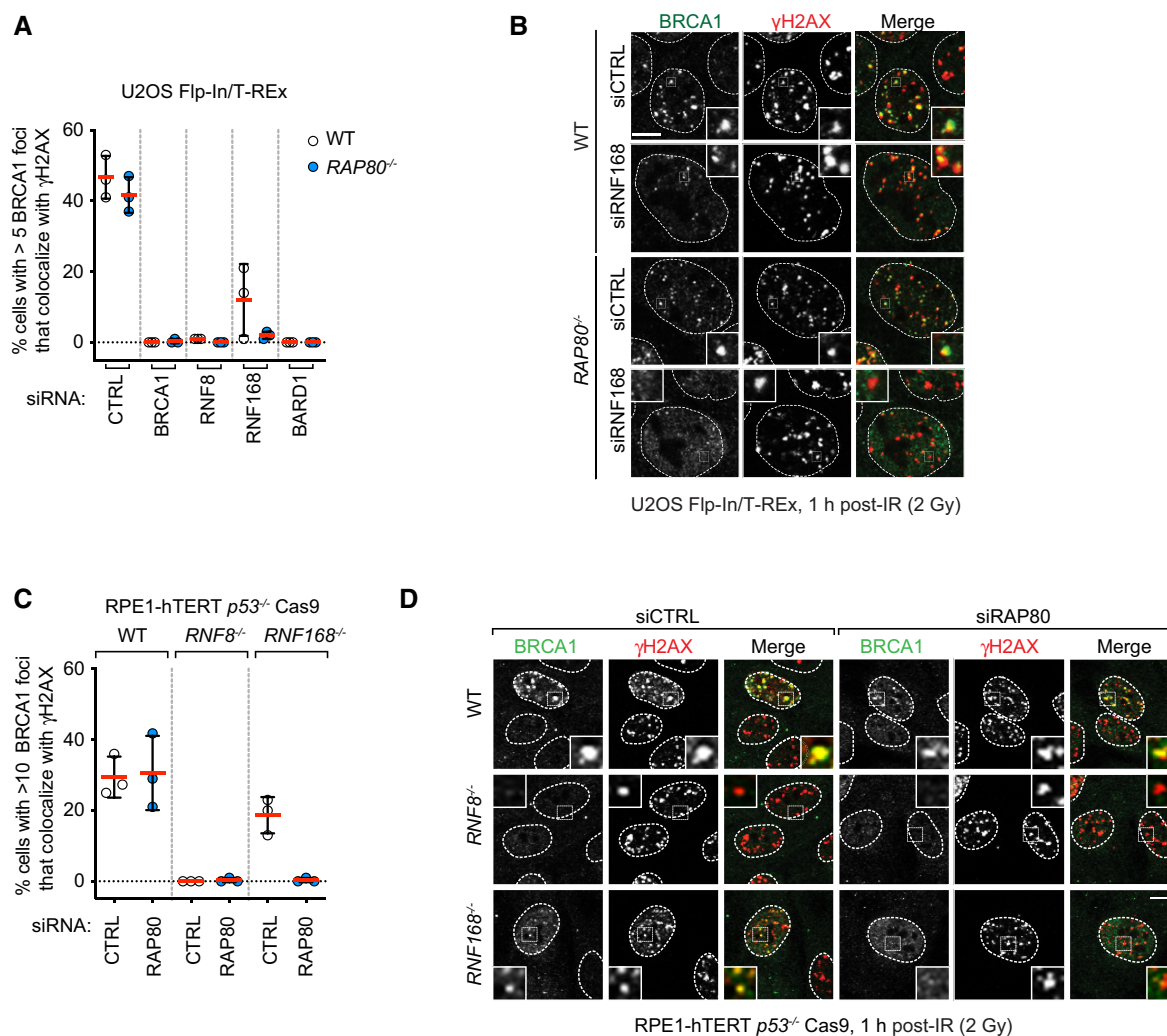 A
U2OS Flp-In/T-REx
% cells with > 5 BRCA1 foci
that colocalize with γH2AX
60
40
20
0
WT
RAP80-/-
siRNA:
CTRL
BRCA1
RNF8
RNF168
BARD1
B
BRCA1
γH2AX
Merge
WT
siCTRL
siRNF168
RAP80-/-
siCTRL
siRNF168
U2OS Flp-In/T-REx, 1 h post-IR (2 Gy)
C
RPE1-hTERT p53-/- Cas9
WT
RNF8-/-
RNF168-/-
% cells with >10 BRCA1 foci
that colocalize with γH2AX
60
40
20
0
siRNA:
CTRL
RAP80
CTRL
RAP80
CTRL
RAP80
D
siCTRL
siRAP80
BRCA1
γH2AX
Merge
BRCA1
γH2AX
Merge
WT
RNF8-/-
RNF168-/-
RPE1-hTERT p53-/- Cas9, 1 h post-IR (2 Gy)